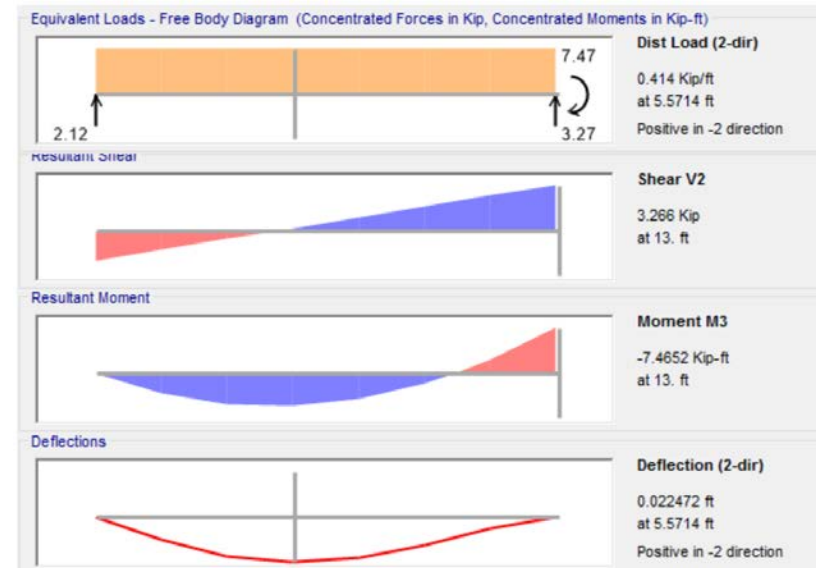 Equivalent Loads - Free Body Diagram (Concentrated Forces in Kip, Concentrated Moments in Kip-ft)
7.47
2.12
3.27
Dist Load (2-dir)
0.414 Kip/ft
at 5.5714 ft
Positive in -2 direction
Resultant Shear
Shear V2
3.266 Kip
at 13. ft
Resultant Moment
Moment M3
-7.4652 Kip-ft
at 13. ft
Deflections
Deflection (2-dir)
0.022472 ft
at 5.5714 ft
Positive in -2 direction